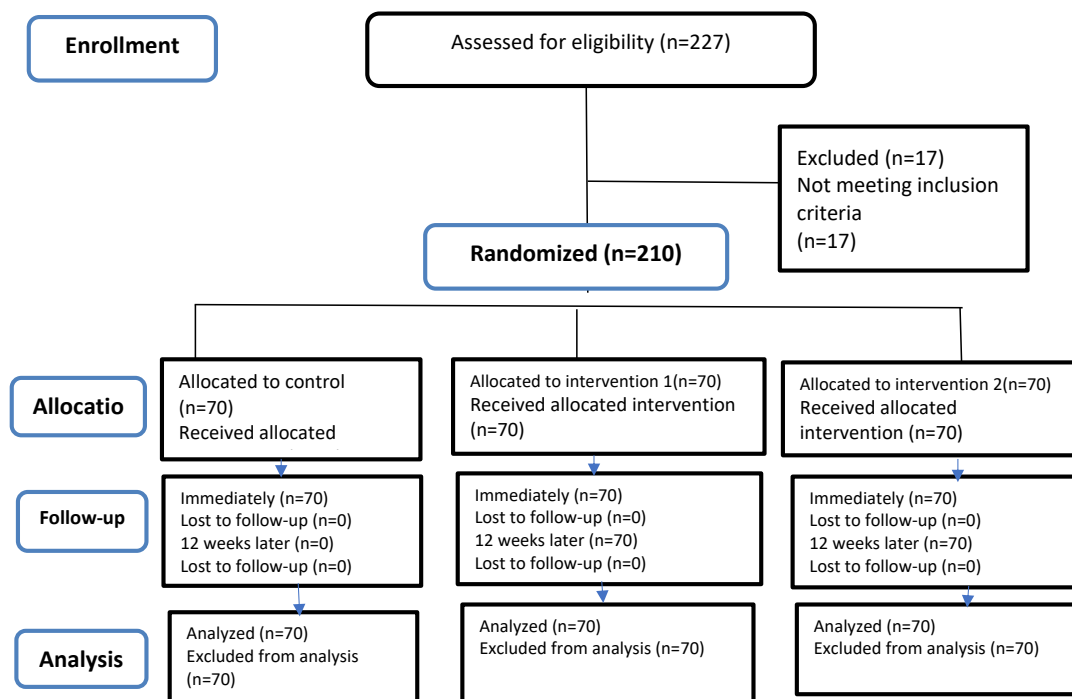 Enrollment
Assessed for eligibility (n=227)
Excluded (n=17)
Not meeting inclusion
criteria
(n=17)
Randomized (n=210)
Allocatio
Allocated to control
(n=70)
Received allocated
Allocated to intervention 1(n=70)
Received allocated intervention
(n=70)
Allocated to intervention 2(n=70)
Received allocated
intervention (n=70)
Follow-up
Immediately (n=70)
Lost to follow-up (n=0)
12 weeks later (n=0)
Lost to follow-up (n=0)
Immediately (n=70)
Lost to follow-up (n=0)
12 weeks later (n=70)
Lost to follow-up (n=0)
Immediately (n=70)
Lost to follow-up (n=0)
12 weeks later (n=70)
Lost to follow-up (n=0)
Analysis
Analyzed (n=70)
Excluded from analysis
(n=70)
Analyzed (n=70)
Excluded from analysis (n=70)
Analyzed (n=70)
Excluded from analysis (n=70)